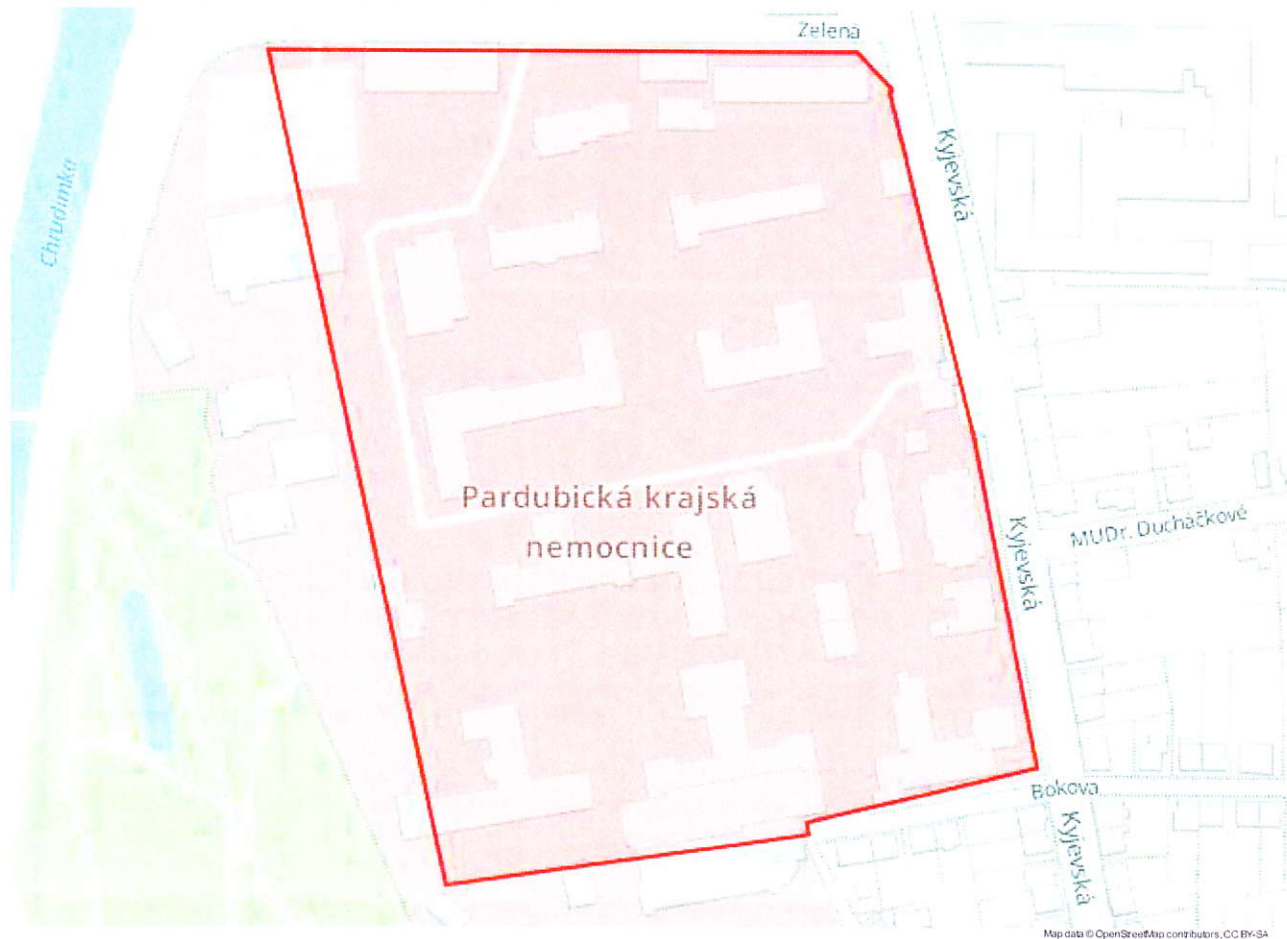 Zelená
Kyjevská
Chrudimka
Pardubická krajská
nemocnice
Kyjevská
MUDr. Ducháčkové
Bokova
Kyjevská
Map data © OpenStreetMap contributors, CC BY-SA